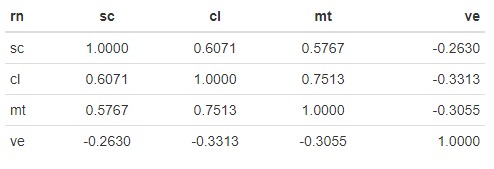 rn sc cl mt ve
sc 1.0000 0.6071 0.5767 -0.2630
cl 0.6071 1.0000 0.7513 -0.3313
mt 0.5767 0.7513 1.0000 -0.3055
ve -0.2630 -0.3313 -0.3055 1.0000